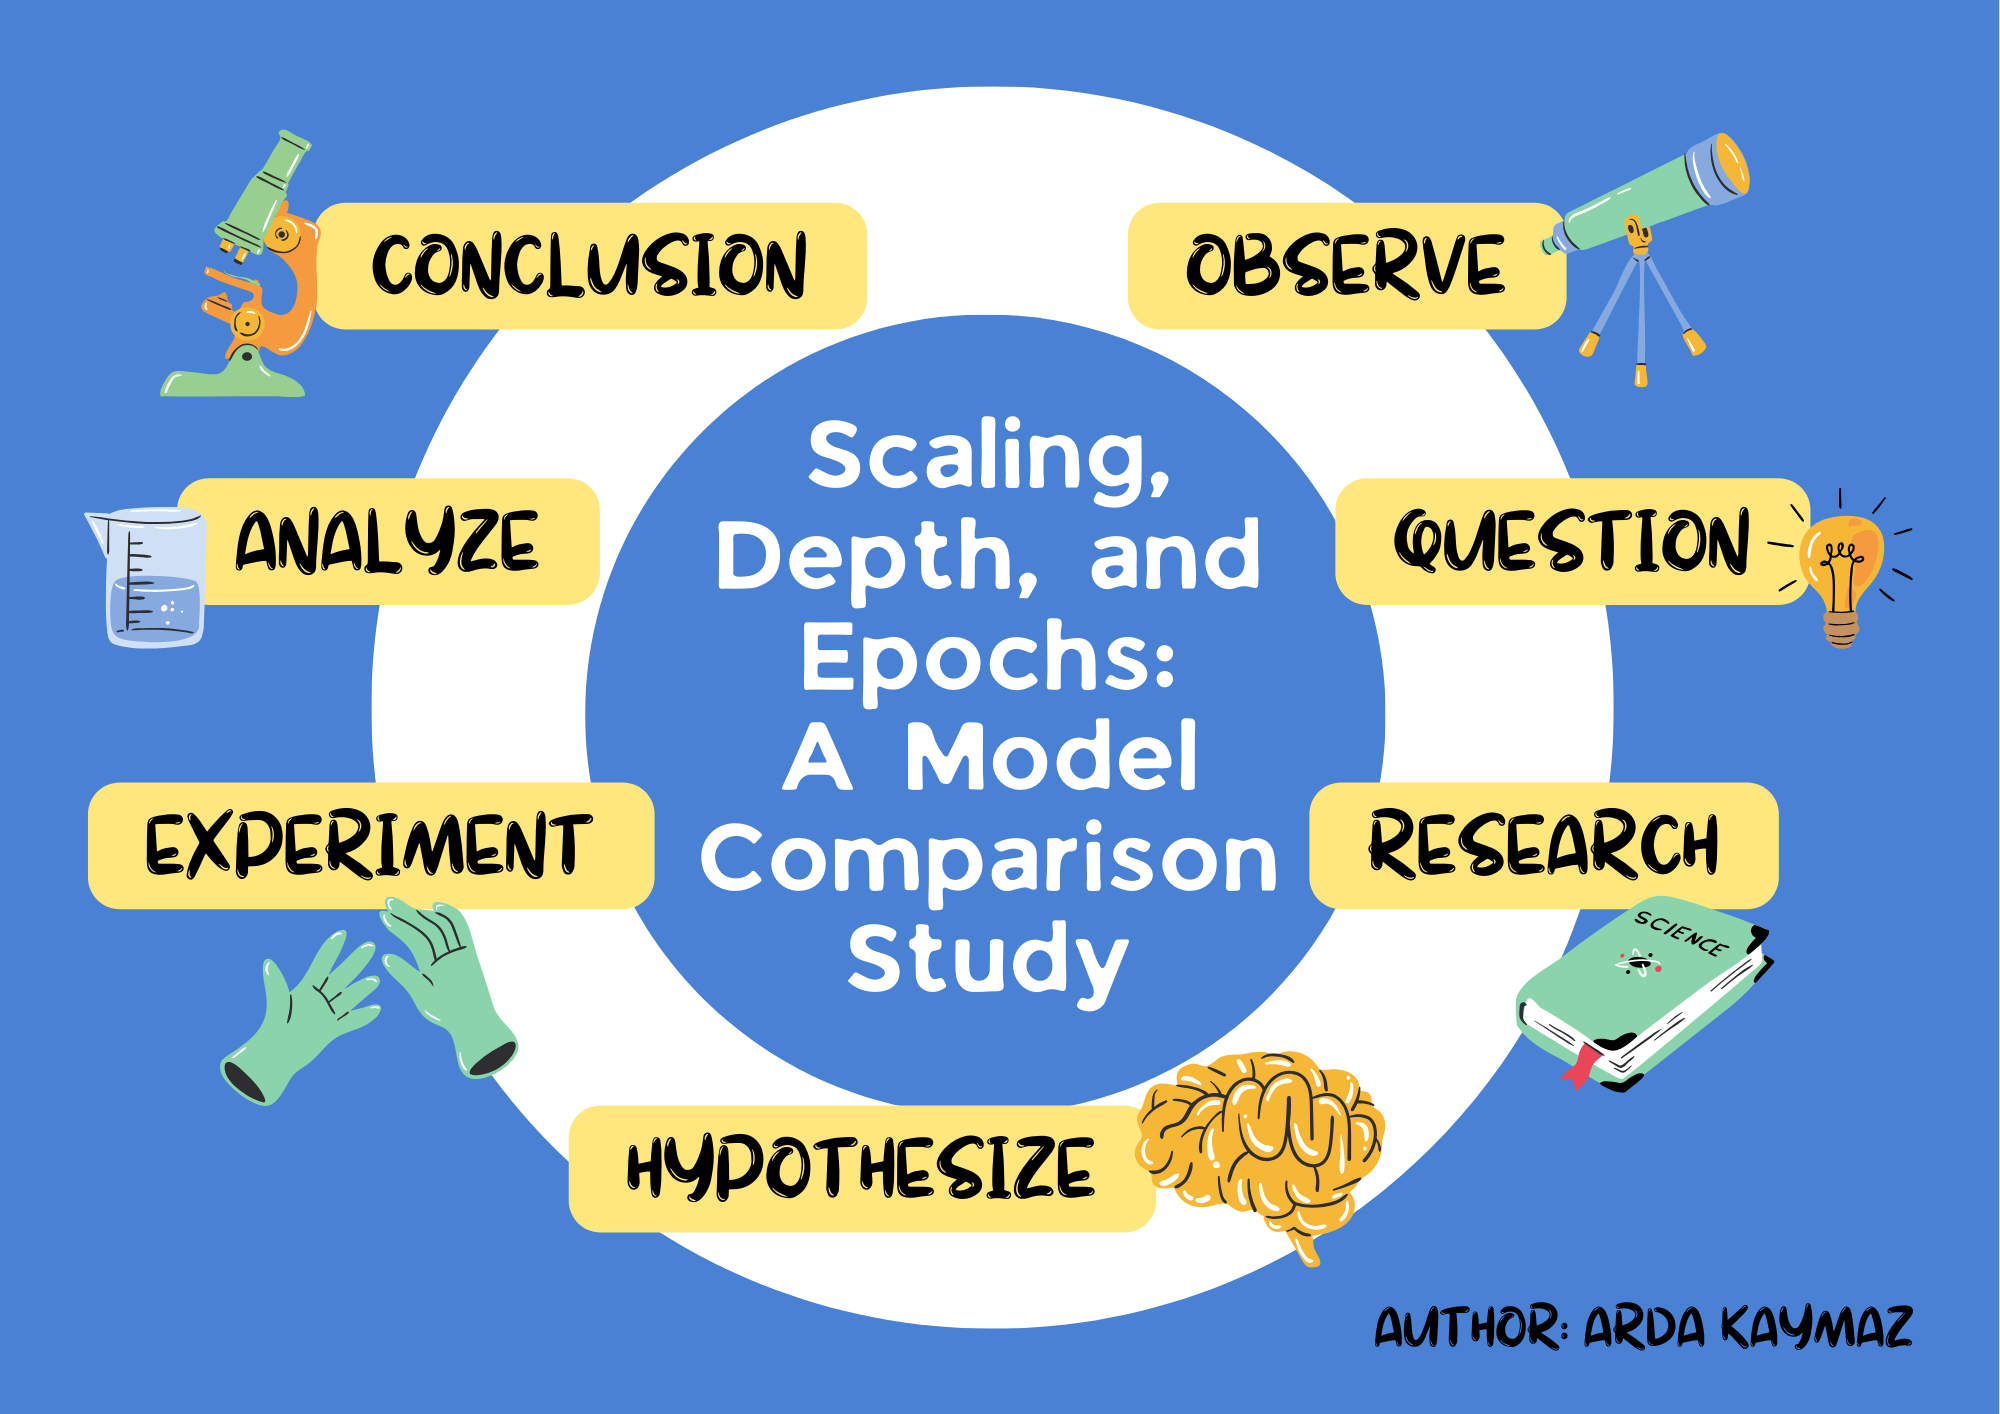 CONCLUSION
OBSERVE
Scaling,
Depth, and
Epochs:
A Model
Comparison
Study
ANALYZE
QUESTION
EXPERIMENT
RESEARCH
SCIENCE
HYPOTHESIZE
AUTHOR: ARDA KAYMAZ